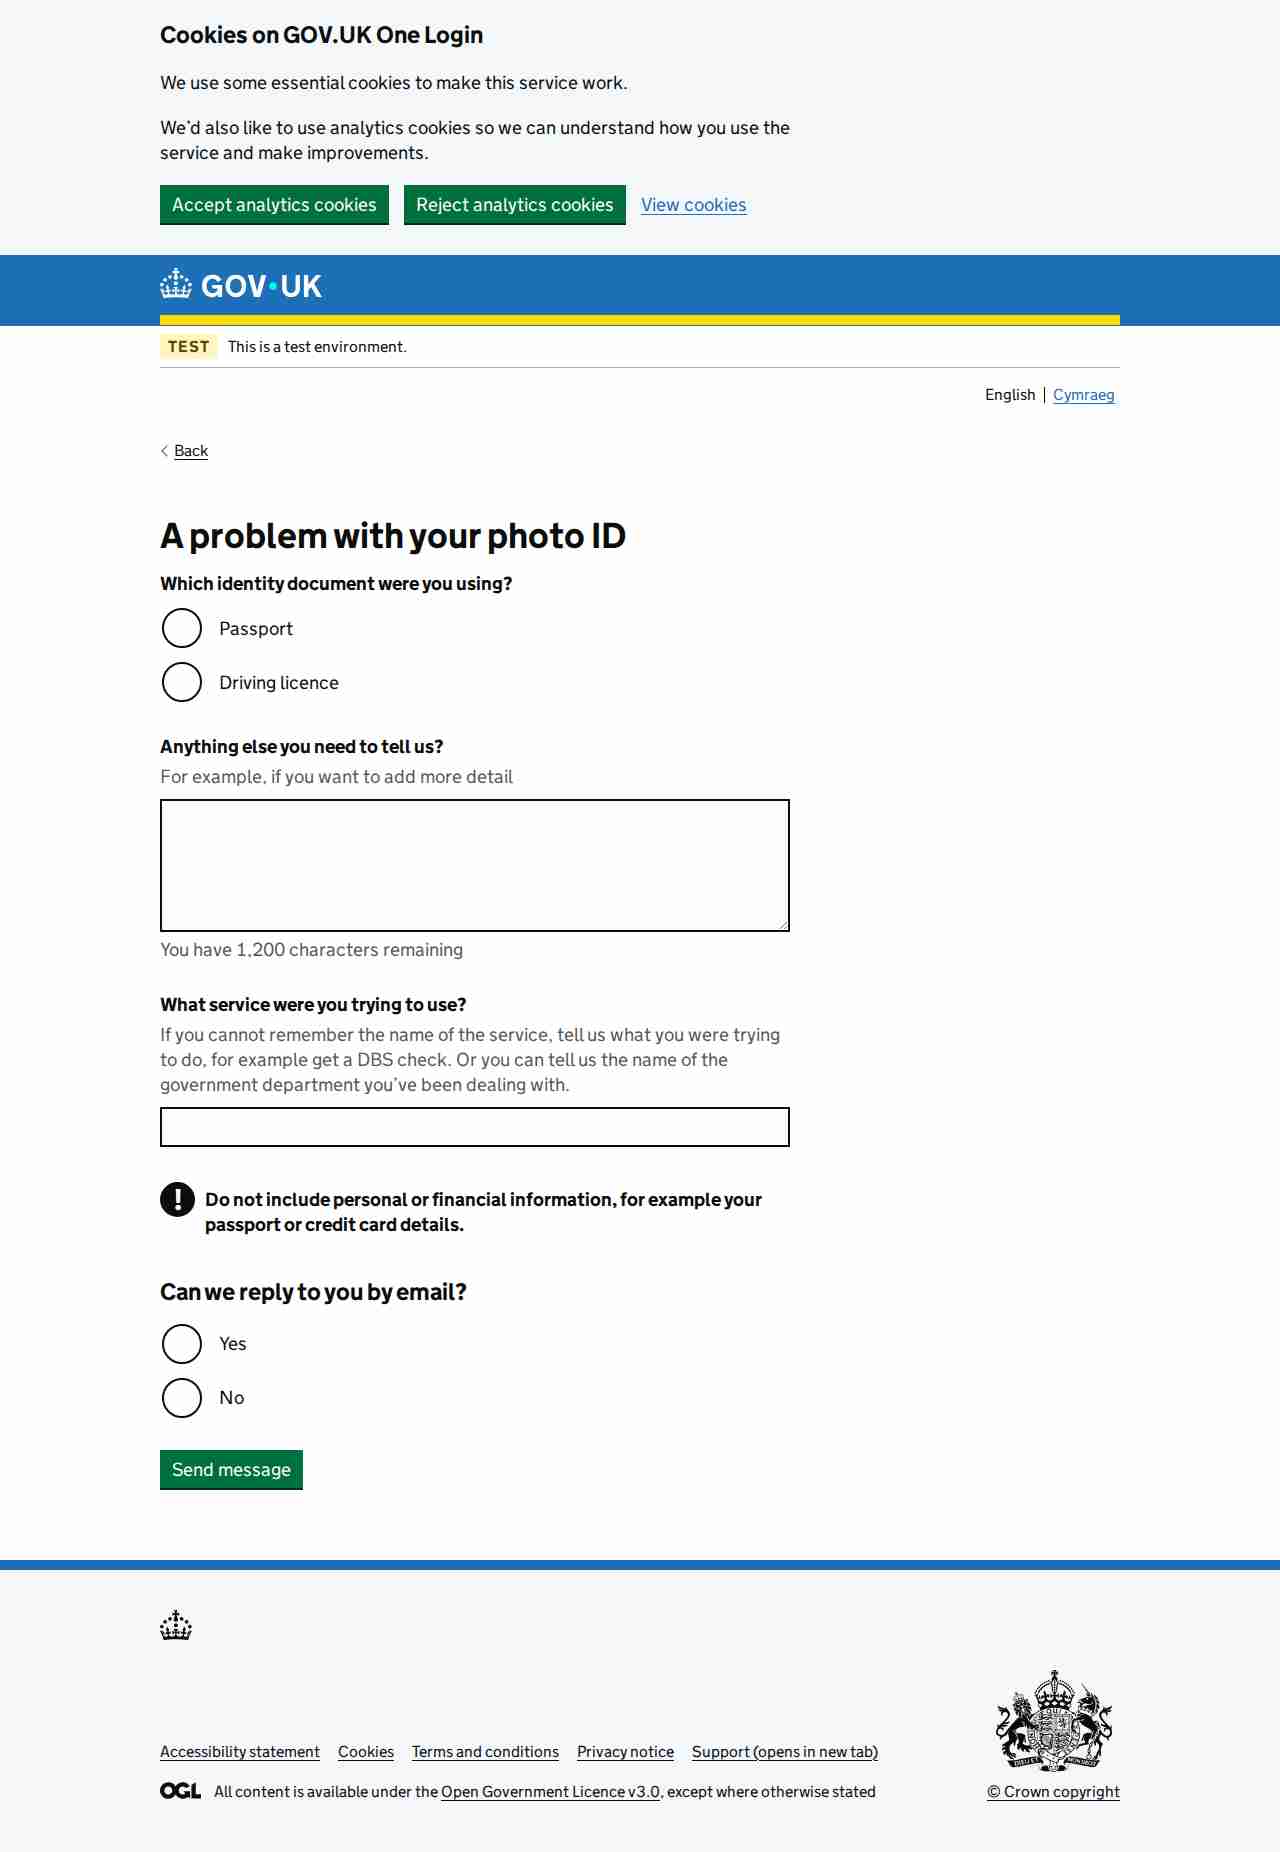 Cookies on GOV.UK One Login
We use some essential cookies to make this service work.
We'd also like to use analytics cookies so we can understand how you use the
service and make improvements.
Accept analytics cookies
Reject analytics cookies
View cookies
GOV·UK
TEST
This is a test environment.
English
Cymraeg
Back
A problem with your photo ID
Which identity document were you using?
Passport
Driving licence
Anything else you need to tell us?
For example, if you want to add more detail
You have 1,200 characters remaining
What service were you trying to use?
If you cannot remember the name of the service, tell us what you were trying
to do, for example get a DBS check. Or you can tell us the name of the
government department you've been dealing with.
! Do not include personal or financial information, for example your
passport or credit card details.
Can we reply to you by email?
Yes
No
Send message
Accessibility statement
Cookies
Terms and conditions
Privacy notice
Support (opens in new tab)
OGL
All content is available under the Open Government Licence v3.0, except where otherwise stated
© Crown copyright